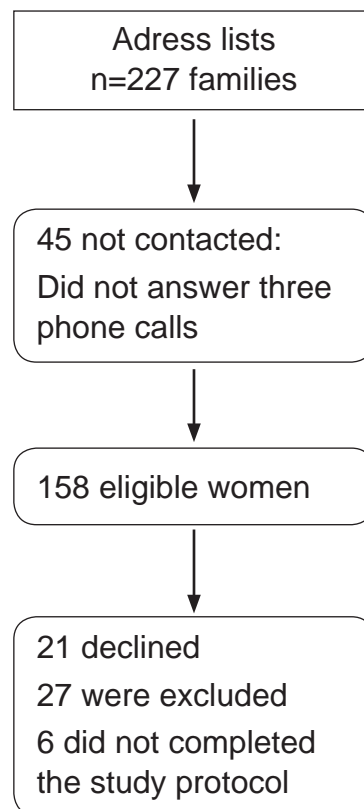 Adress lists
n=227 families
45 not contacted:
Did not answer three
phone calls
158 eligible women
21 declined
27 were excluded
6 did not completed
the study protocol